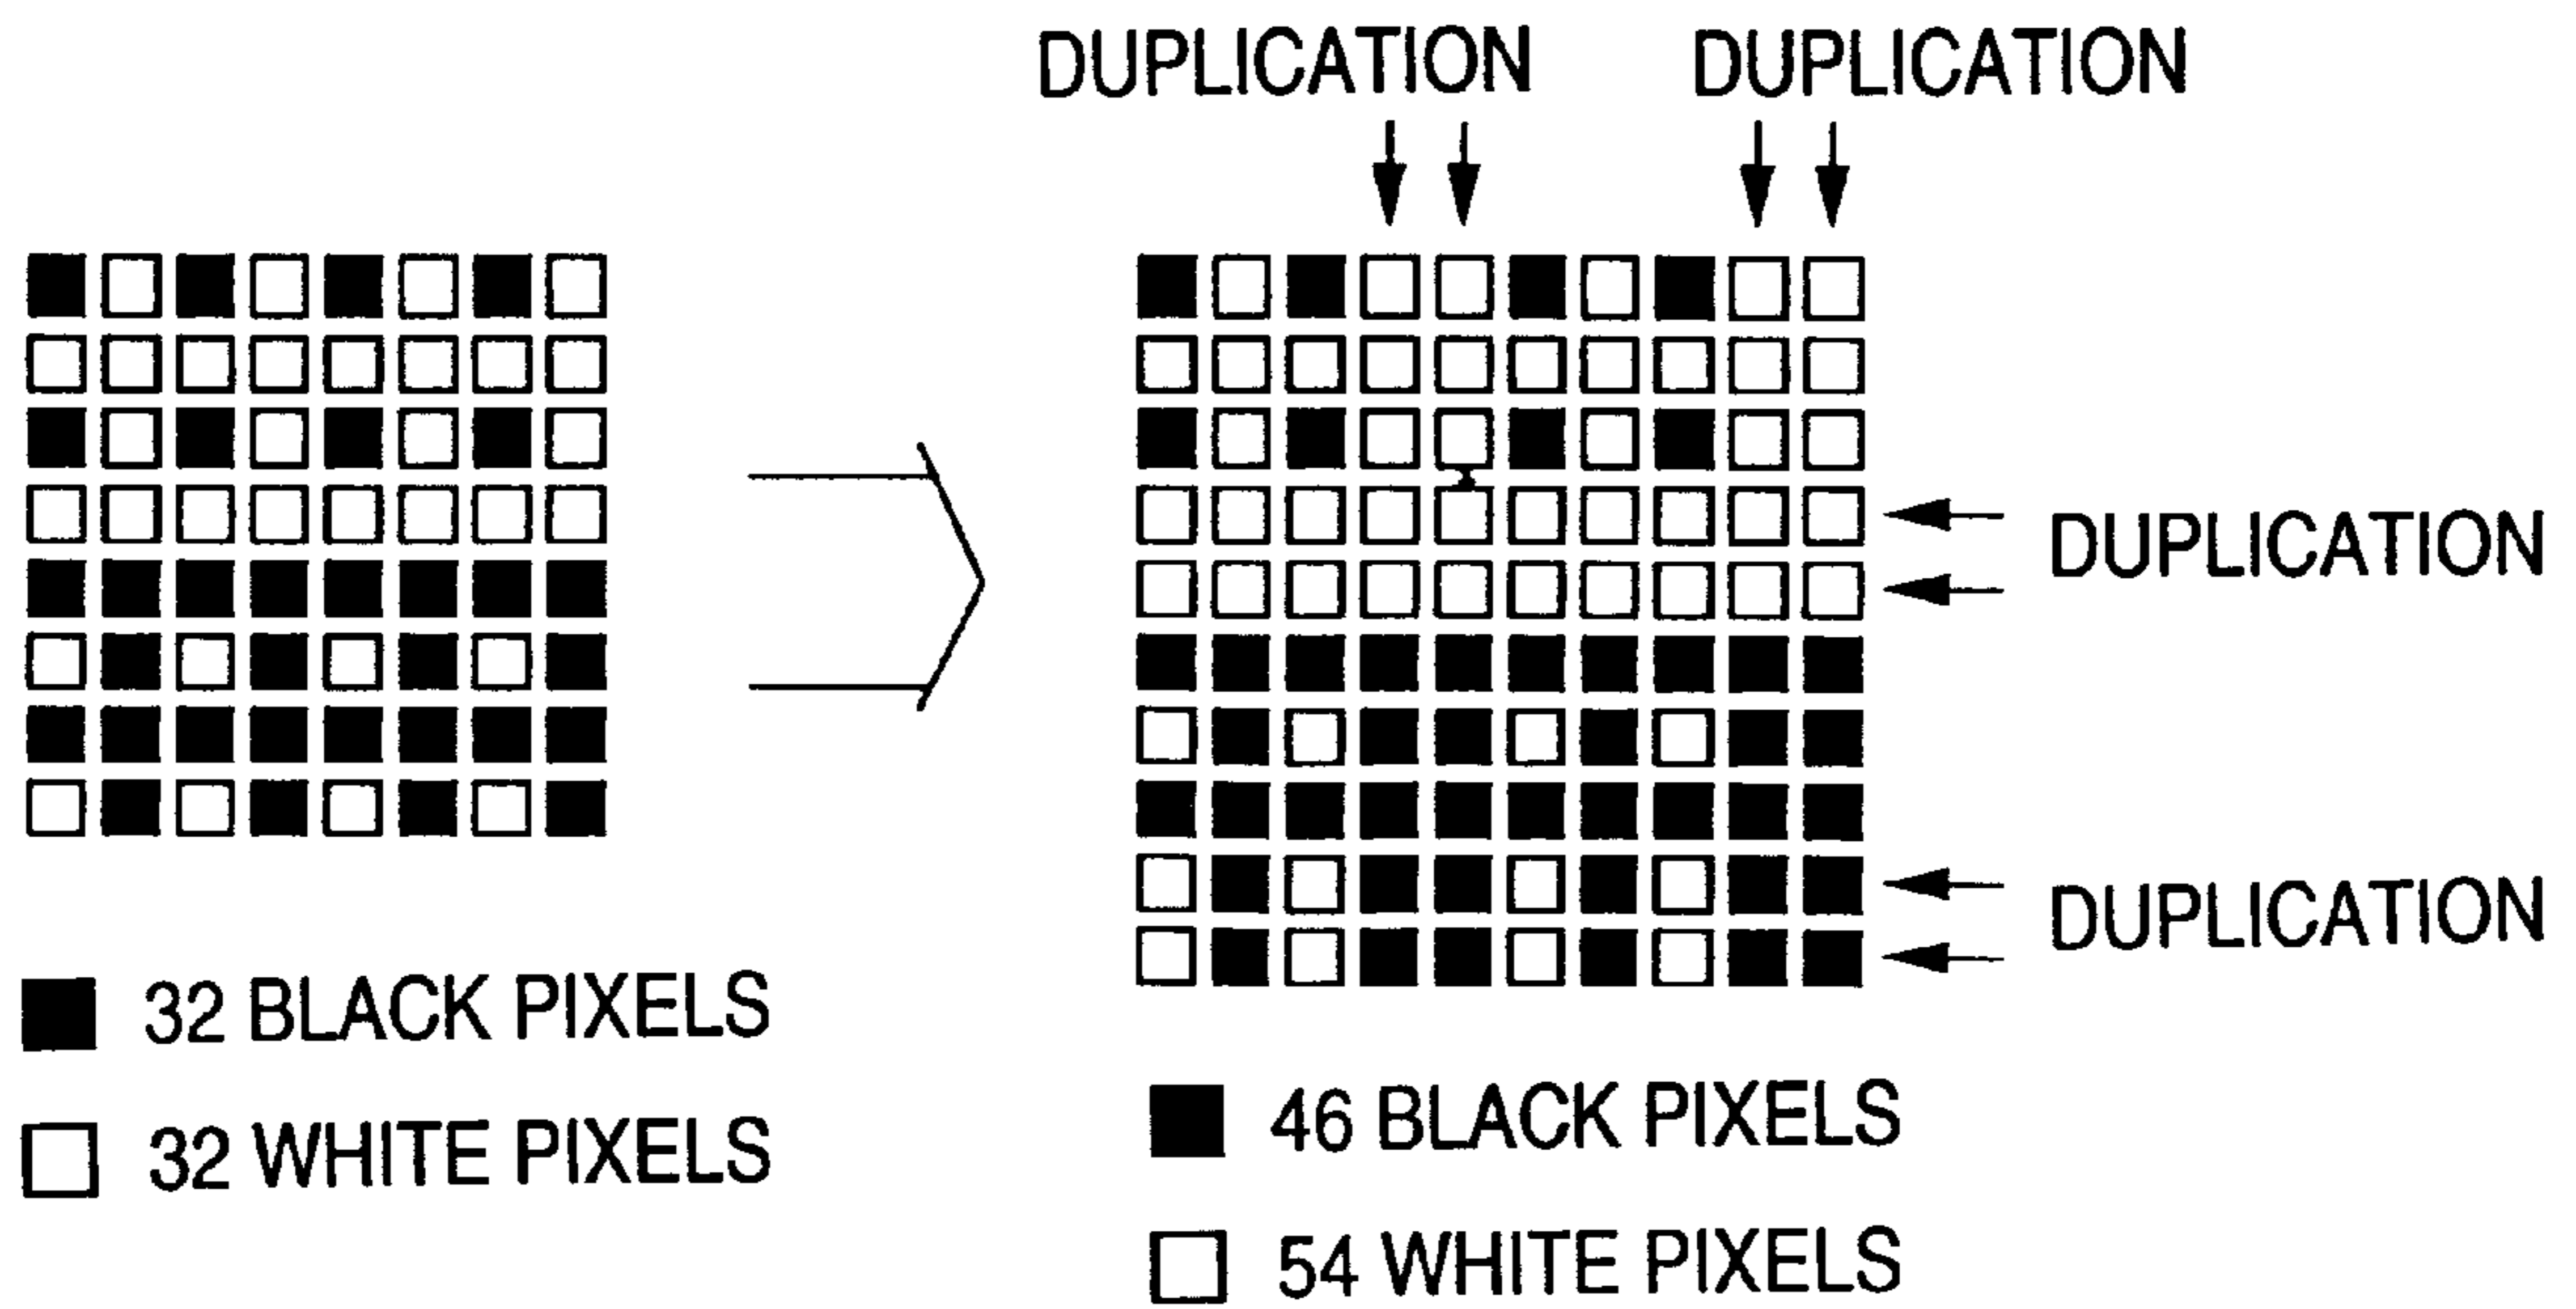 DUPLICATION
DUPLICATION
DUPLICATION
DUPLICATION
32 BLACK PIXELS
32 WHITE PIXELS
46 BLACK PIXELS
54 WHITE PIXELS